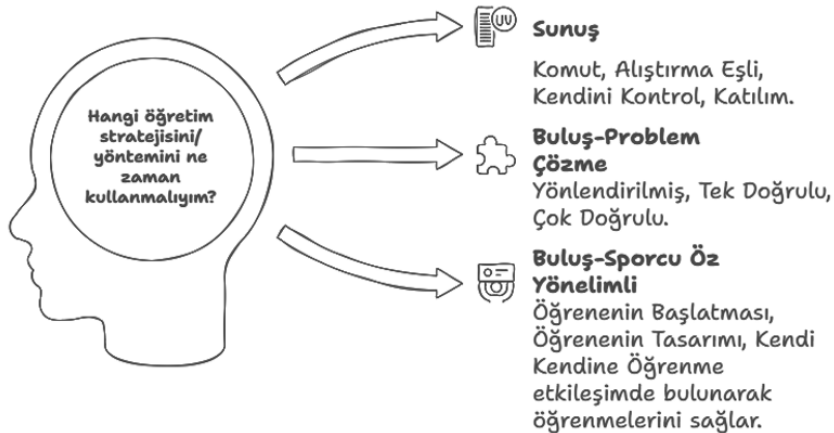 Hangi öğretim
stratejisini/
yöntemini ne
zaman
kullanmalıyım?
UV
Sunuş
Komut, Alıştırma Eşli,
Kendini Kontrol, Katılım.
Buluş-Problem
Çözme
Yönlendirilmiş, Tek Doğrulu,
Çok Doğrulu.
Buluş-Sporcu Öz
Yönelimli
Öğrenenin Başlatması,
Öğrenenin Tasarımı, Kendi
Kendine Öğrenme
etkileşimde bulunarak
öğrenmelerini sağlar.